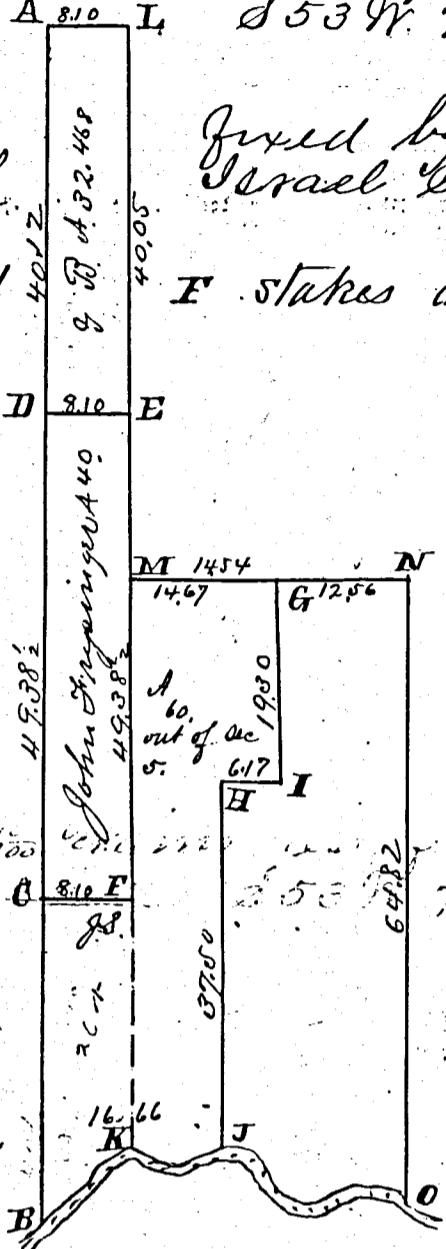 A 8.10 L S 53 W.
fixed
Israel
B. A 32.468
40.12
40.05
F stakes
D 8.10 E
M 1454 N
14.67 G 12.56
John A 40.
49.38½
49.38½
A
60.
out of Sec
5.
19.30
6.17
H I
C 8.10 F
J.S.
S 53
64.82
37.50
16.66
K J
B O